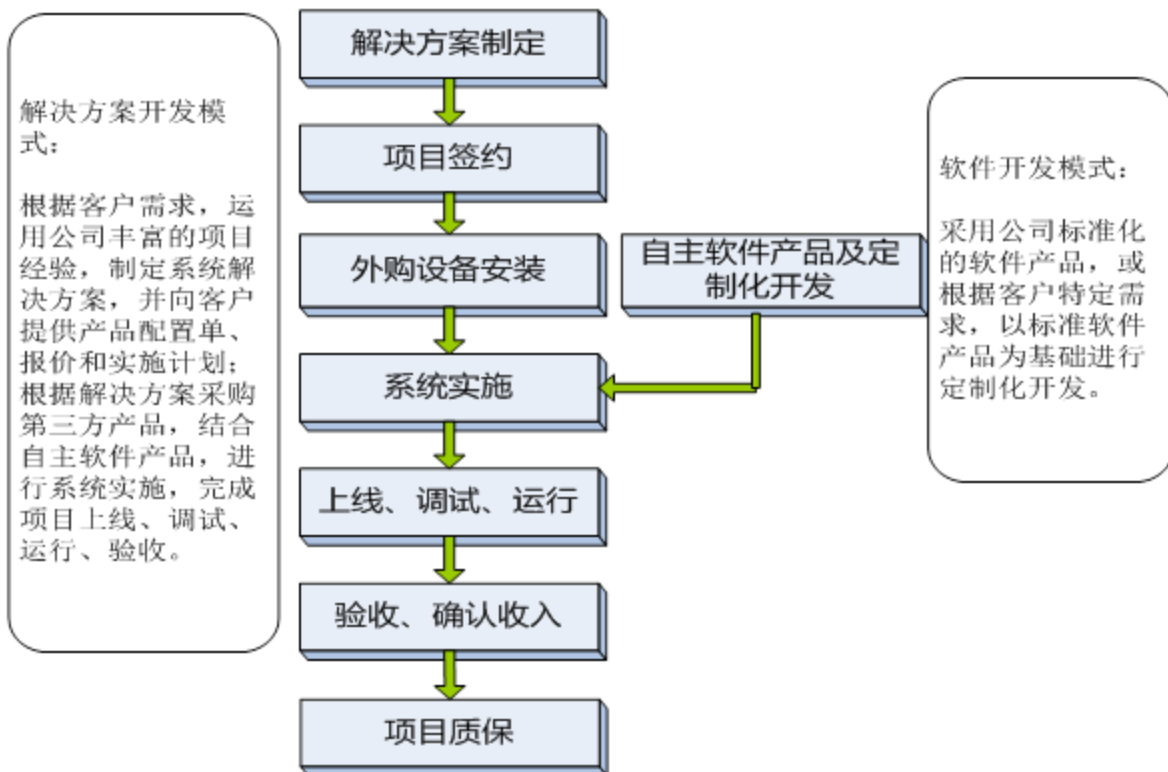 解决方案开发模
式：
根据客户需求，运
用公司丰富的项目
经验，制定系统解
决方案，并向客户
提供产品配置单、
报价和实施计划；
根据解决方案采购
第三方产品，结合
自主软件产品，进
行系统实施，完成
项目上线、调试、
运行、验收。
解决方案制定
项目签约
外购设备安装
系统实施
上线、调试、运行
验收、确认收入
项目质保
自主软件产品及定
制化开发
软件开发模式：
采用公司标准化
的软件产品，或
根据客户特定需
求，以标准软件
产品为基础进行
定制化开发。